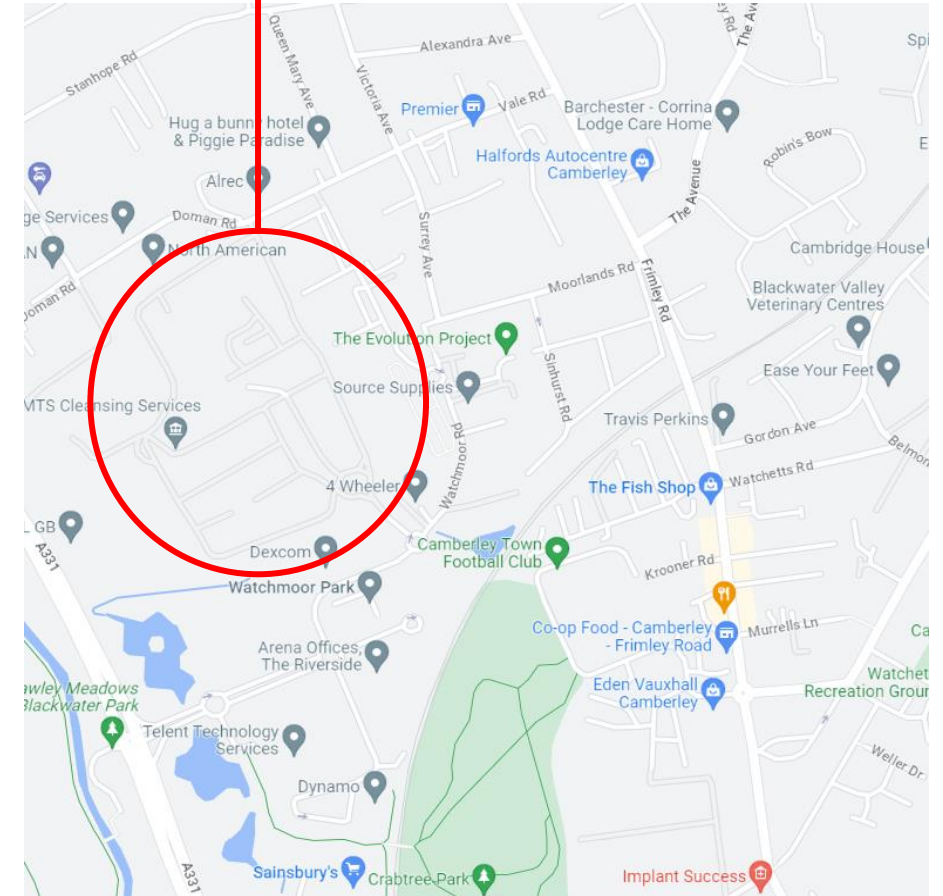 Stanhope Rd
Queen Mary Ave
Victoria Ave
Alexandra Ave
The
Spi
Premier
Vale Rd
Barchester - Corrina
Lodge Care Home
Hug a bunny hotel
& Piggie Paradise
Halfords Autocentre
Camberley
Robin's Bow
E
Alrec
The Avenue
ge Services
Doman Rd
Surrey Ave
N
North American
Cambridge House
Doman Rd
Moorlands Rd
Frimley Rd
Blackwater Valley
Veterinary Centres
The Evolution Project
Sinhurst Rd
Ease Your Feet
Source Supplies
MTS Cleansing Services
Travis Perkins
Gordon Ave
Belmon
Watchmoor Rd
4 Wheeler
The Fish Shop
Watchetts Rd
L GB
A331
Dexcom
Camberley Town
Football Club
Krooner Rd
Watchmoor Park
Co-op Food - Camberley
- Frimley Road
Murrells Ln
Ca
Arena Offices,
The Riverside
Watchet
Recreation Groun
awley Meadows
Blackwater Park
Eden Vauxhall
Camberley
Telent Technology
Services
Weller Dr
Dynamo
A331
Sainsbury's
Crabtree Park
Implant Success